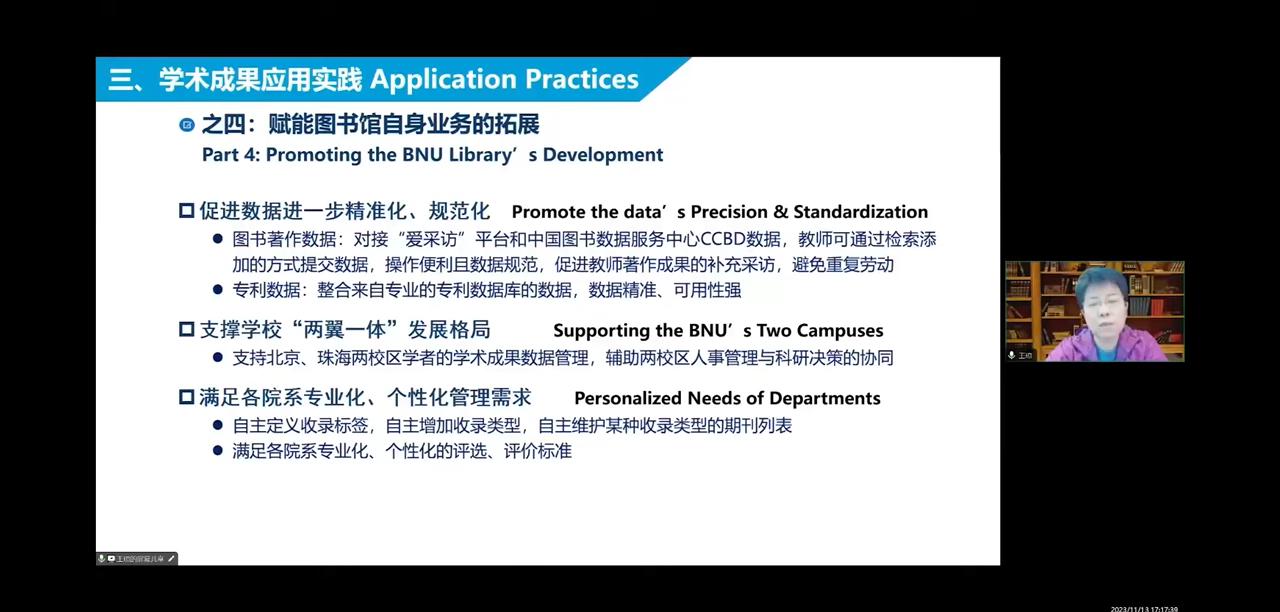 三、学术成果应用实践 Application Practices
之四：赋能图书馆自身业务的拓展
Part 4: Promoting the BNU Library’s Development
促进数据进一步精准化、规范化 Promote the data’s Precision & Standardization
图书著作数据：对接“爱采访”平台和中国图书数据服务中心CCBD数据，教师可通过检索添
加的方式提交数据，操作便利且数据规范，促进教师著作成果的补充采访，避免重复劳动
专利数据：整合来自专业的专利数据库的数据，数据精准、可用性强
支撑学校“两翼一体”发展格局 Supporting the BNU’s Two Campuses
支持北京、珠海两校区学者的学术成果数据管理，辅助两校区人事管理与科研决策的协同
满足各院系专业化、个性化管理需求 Personalized Needs of Departments
自主定义收录标签，自主增加收录类型，自主维护某种收录类型的期刊列表
满足各院系专业化、个性化的评选、评价标准
2023/11/13 17:17:39